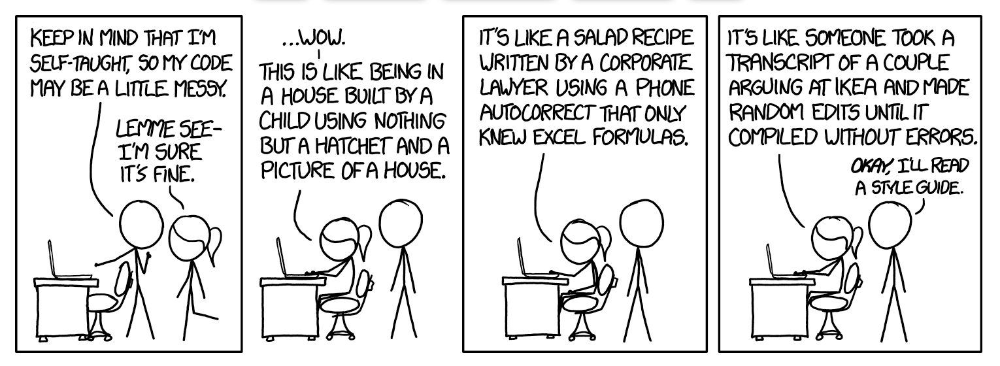 KEEP IN MIND THAT I'M
SELF-TAUGHT, SO MY CODE
MAY BE A LITTLE MESSY.
LEMME SEE-
I'M SURE
IT'S FINE.
...WOW.
THIS IS LIKE BEING IN
A HOUSE BUILT BY A
CHILD USING NOTHING
BUT A HATCHET AND A
PICTURE OF A HOUSE.
IT'S LIKE A SALAD RECIPE
WRITTEN BY A CORPORATE
LAWYER USING A PHONE
AUTOCORRECT THAT ONLY
KNEW EXCEL FORMULAS.
IT'S LIKE SOMEONE TOOK A
TRANSCRIPT OF A COUPLE
ARGUING AT IKEA AND MADE
RANDOM EDITS UNTIL IT
COMPILED WITHOUT ERRORS.
OKAY, I'LL READ
A STYLE GUIDE.